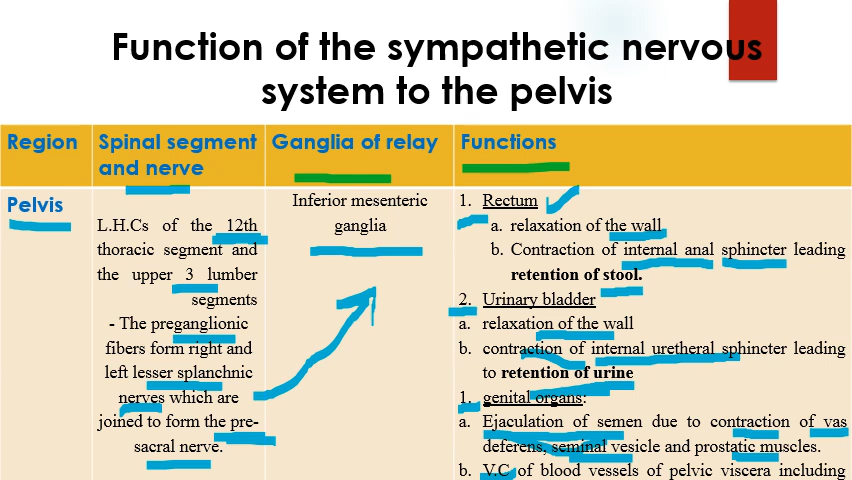 Function of the sympathetic nervous
system to the pelvis
Region
Spinal segment
and nerve
Ganglia of relay
Functions
Pelvis
L.H.Cs of the 12th
thoracic segment and
the upper 3 lumber
segments
- The preganglionic
fibers form right and
left lesser splanchnic
nerves which are
joined to form the pre-
sacral nerve.
Inferior mesenteric
ganglia
1. Rectum
a. relaxation of the wall
b. Contraction of internal anal sphincter leading
retention of stool.
2. Urinary bladder
a. relaxation of the wall
b. contraction of internal urethral sphincter leading
to retention of urine
1. genital organs:
a. Ejaculation of semen due to contraction of vas
deferens, seminal vesicle and prostatic muscles.
b. V.C of blood vessels of pelvic viscera including